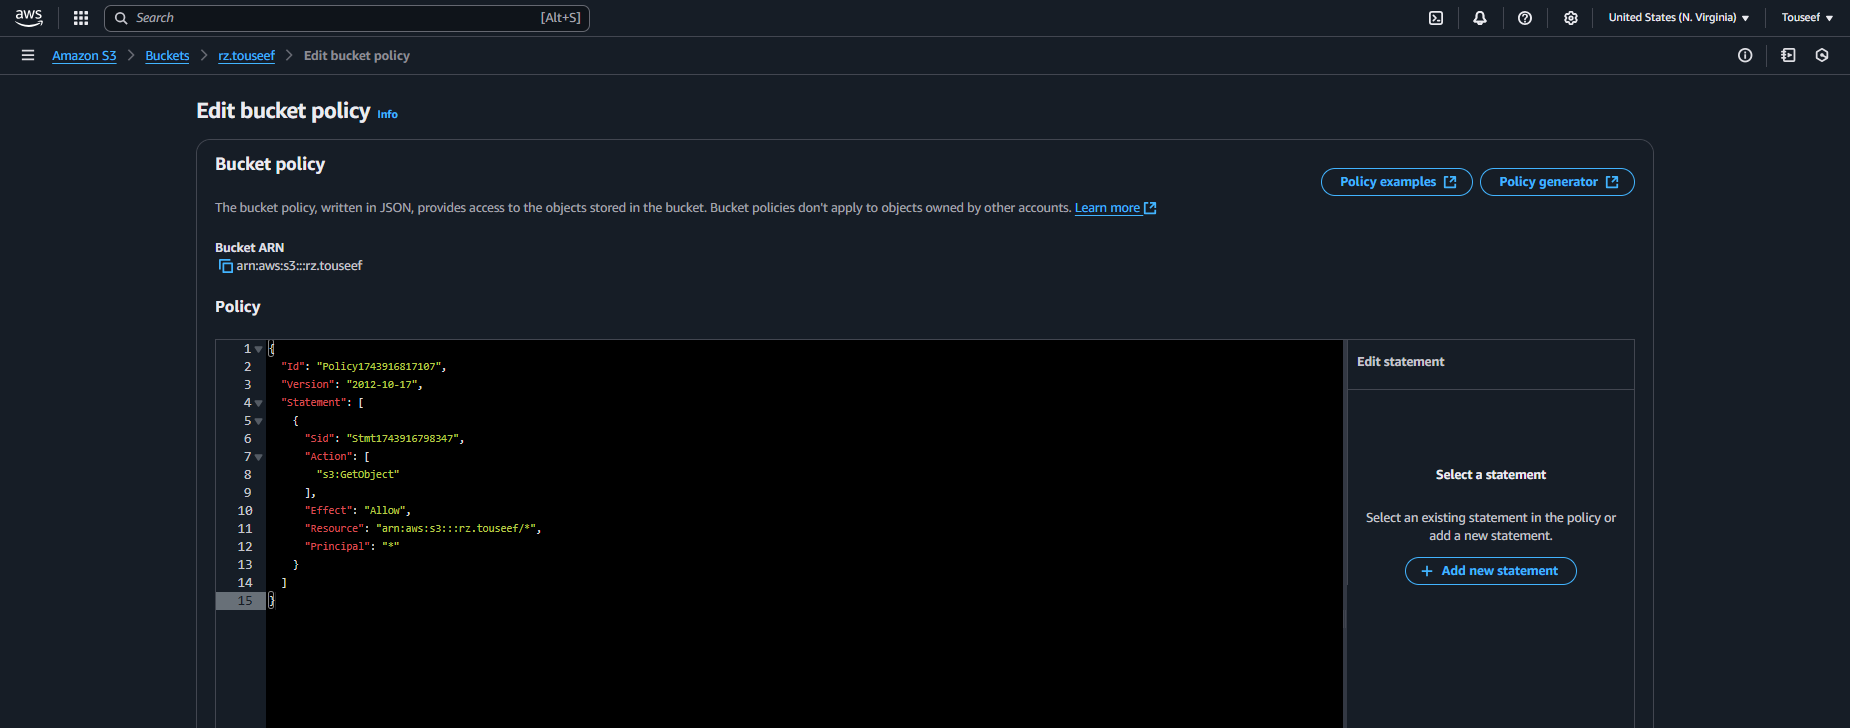 aws
Search [Alt+S]
United States (N. Virginia) Touseef
Amazon S3 > Buckets > rz.touseef > Edit bucket policy
Edit bucket policy Info
Bucket policy
Policy examples
Policy generator
The bucket policy, written in JSON, provides access to the objects stored in the bucket. Bucket policies don't apply to objects owned by other accounts. Learn more
Bucket ARN
arn:aws:s3:::rz.touseef
Policy
1 {
2 "Id": "Policy1743916817107",
3 "Version": "2012-10-17",
4 "Statement": [
5 {
6 "Sid": "Stmt1743916798347",
7 "Action": [
8 "s3:GetObject"
9 ],
10 "Effect": "Allow",
11 "Resource": "arn:aws:s3:::rz.touseef/*",
12 "Principal": "*"
13 }
14 ]
15 }
Edit statement
Select a statement
Select an existing statement in the policy or
add a new statement.
+ Add new statement